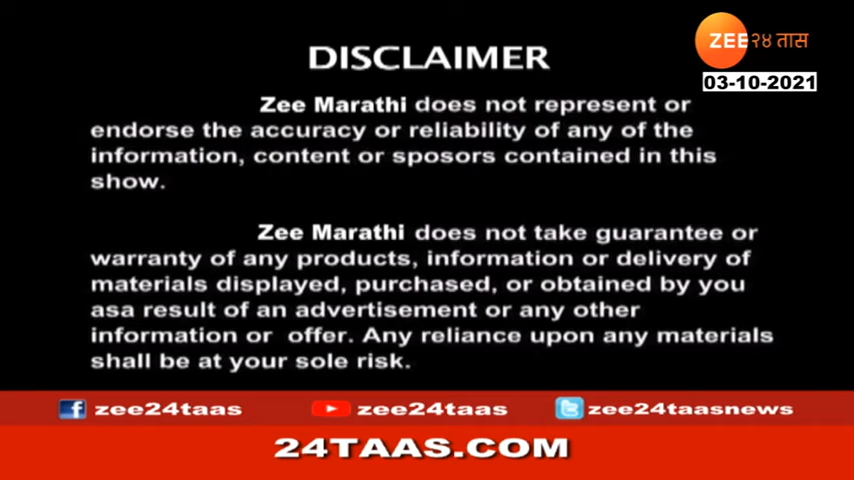 ZEE २४ तास
03-10-2021
DISCLAIMER
Zee Marathi does not represent or
endorse the accuracy or reliability of any of the
information, content or sposors contained in this
show.
Zee Marathi does not take guarantee or
warranty of any products, information or delivery of
materials displayed, purchased, or obtained by you
asa result of an advertisement or any other
information or offer. Any reliance upon any materials
shall be at your sole risk.
zee24taas zee24taas zee24taasnews
24TAAS.COM